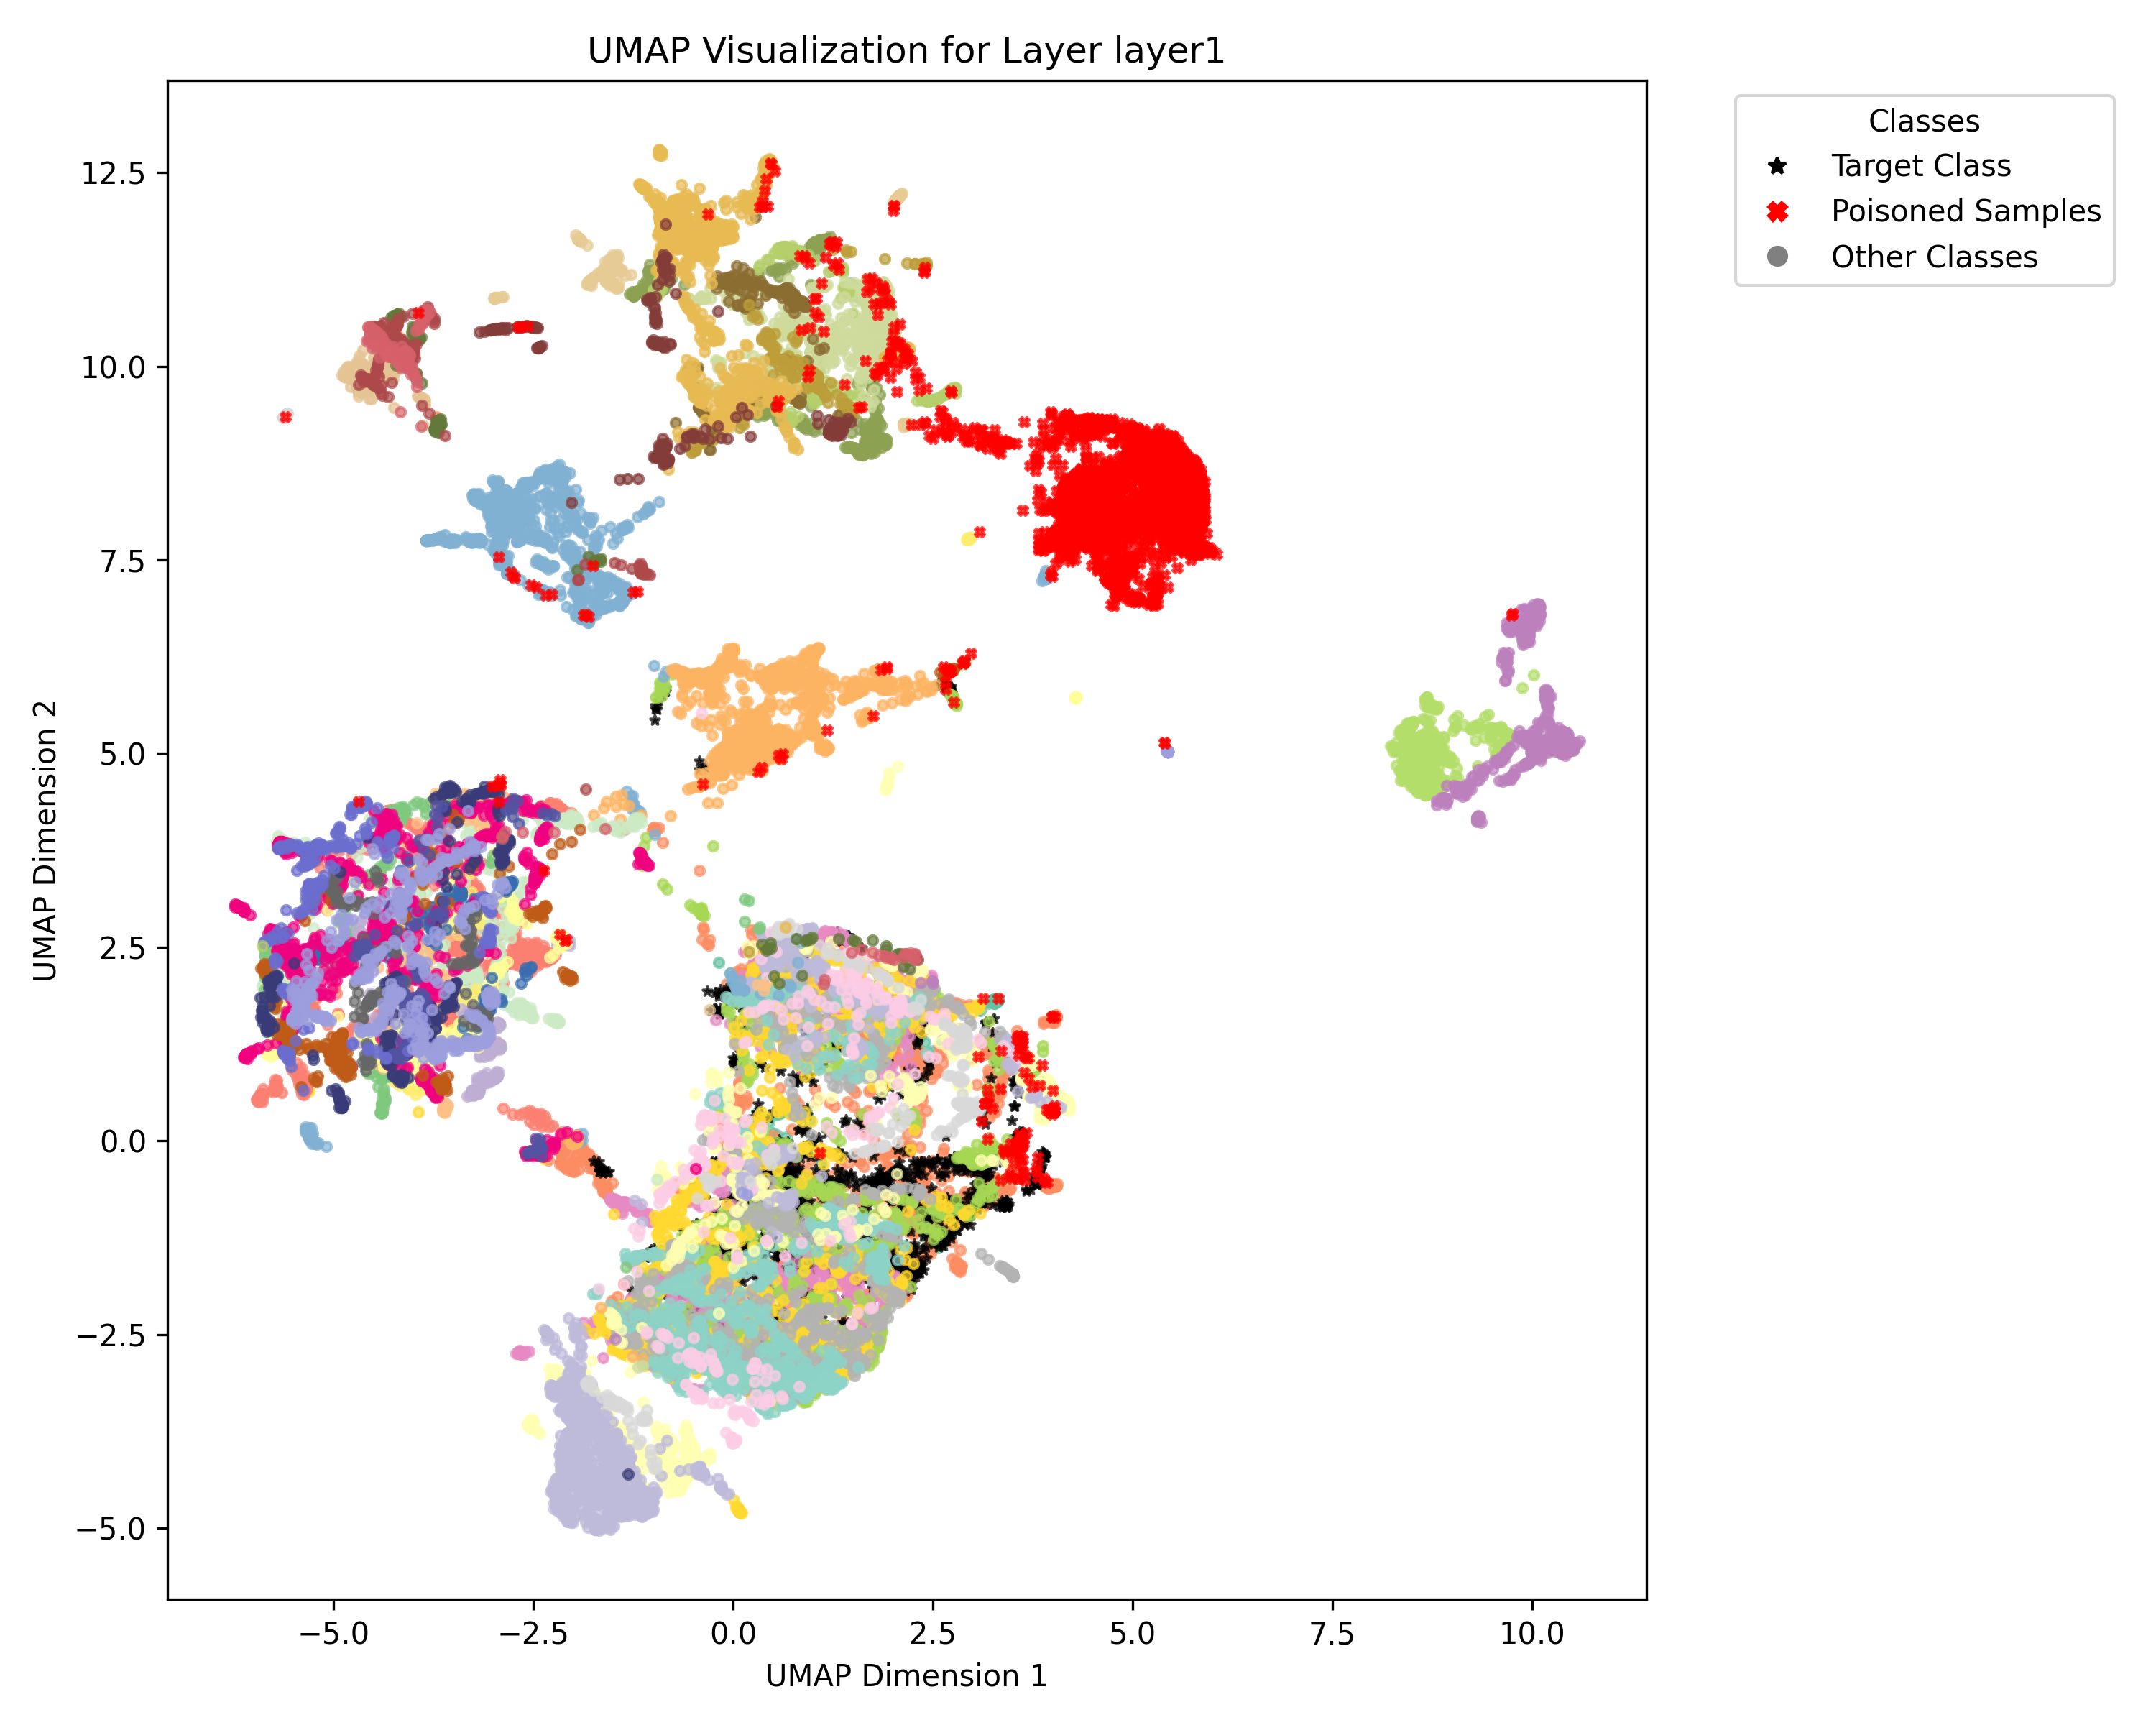 UMAP Visualization for Layer layer1
Classes
Target Class
Poisoned Samples
Other Classes
12.5
10.0
7.5
5.0
2.5
0.0
−2.5
−5.0
UMAP Dimension 2
−5.0
−2.5
0.0
2.5
5.0
7.5
10.0
UMAP Dimension 1